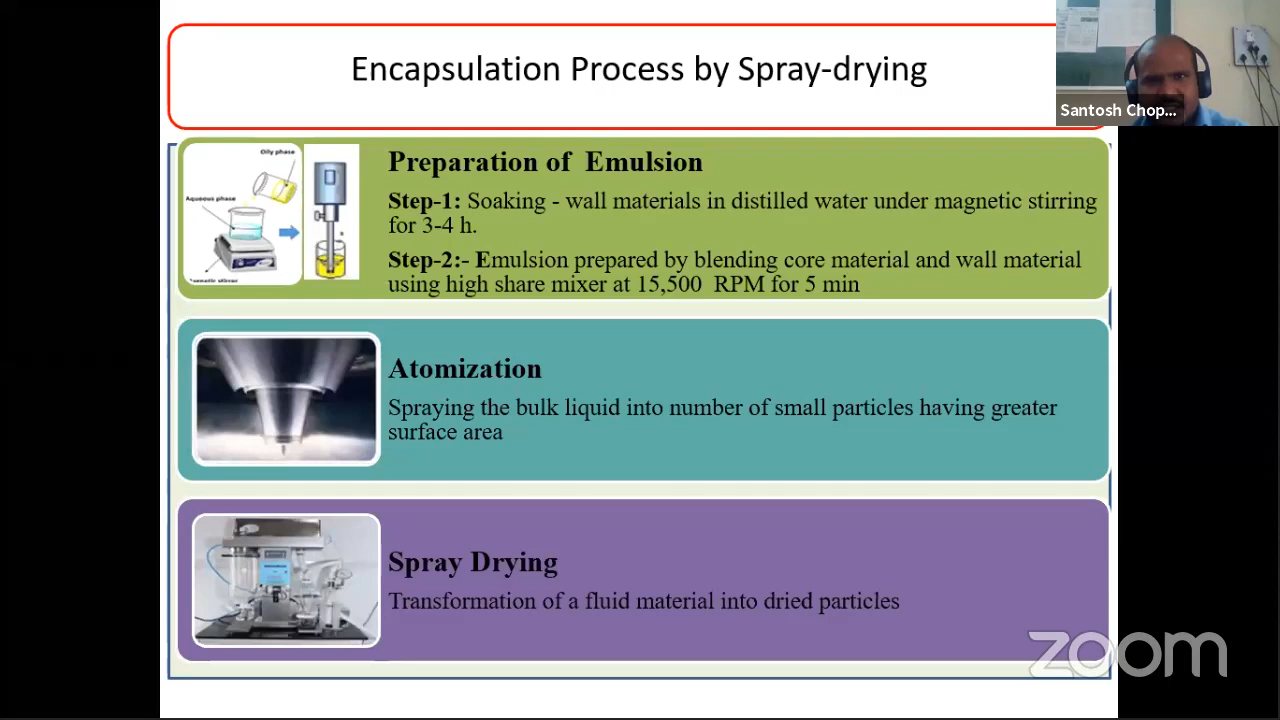 Encapsulation Process by Spray-drying
Santosh Chop...
Oily phase
Aqueous phase
Preparation of Emulsion
Step-1: Soaking - wall materials in distilled water under magnetic stirring
for 3-4 h.
Step-2:- Emulsion prepared by blending core material and wall material
using high share mixer at 15,500 RPM for 5 min
Atomization
Spraying the bulk liquid into number of small particles having greater
surface area
Spray Drying
Transformation of a fluid material into dried particles
zoom